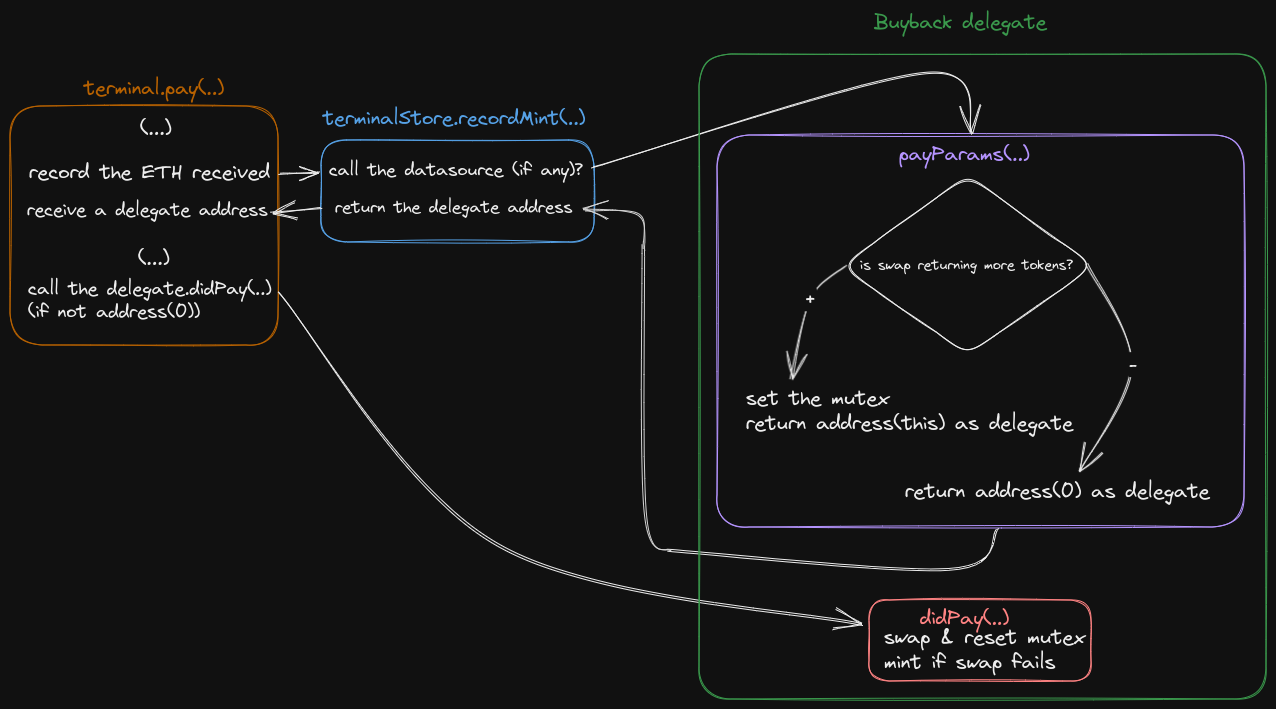 Buyback delegate
terminal.pay(..)
(...)
record the ETH received
receive a delegate address
(...)
call the delegate.didPay(..)
(if not address(0))
terminalStore.recordMint(..)
call the datasource (if any)?
return the delegate address
payParams(..)
is swap returning more tokens?
+
-
set the mutex
return address(this) as delegate
return address(0) as delegate
didPay(..)
swap & reset mutex
mint if swap fails